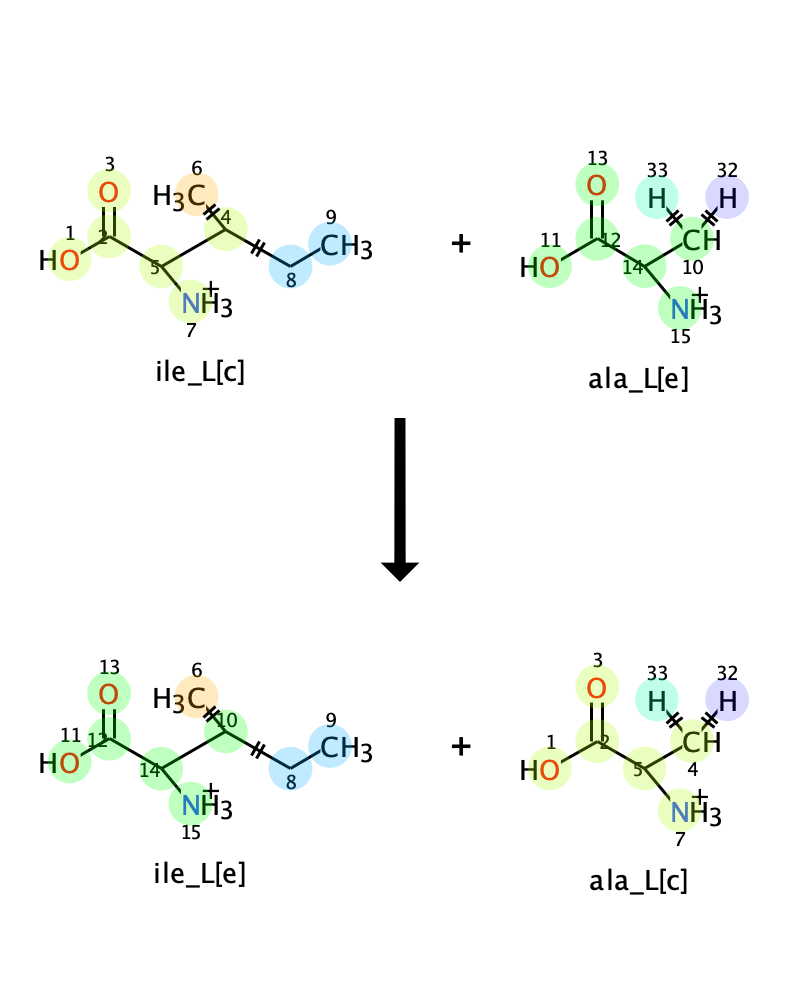 3 6 13 33 32
O H3C 4 9 O H H
1 2 CH3 + 11 12 CH
HO 5 8 HO 14 10
NH3+ NH3+
7 15
ile_L[c] ala_L[e]
13 6 3 33 32
O H3C 10 9 O H H
11 12 CH3 + 1 2 CH
HO 14 8 HO 5 4
NH3+ NH3+
15 7
ile_L[e] ala_L[c]